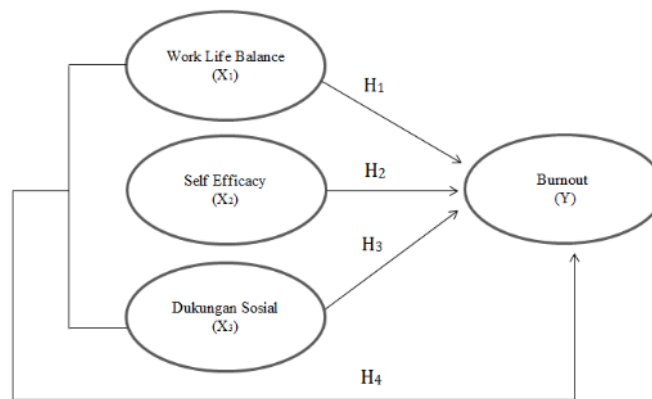 Work Life Balance
(X₁)
H₁
Self Efficacy
(X₂)
H₂
Burnout
(Y)
H₃
Dukungan Sosial
(X₃)
H₄